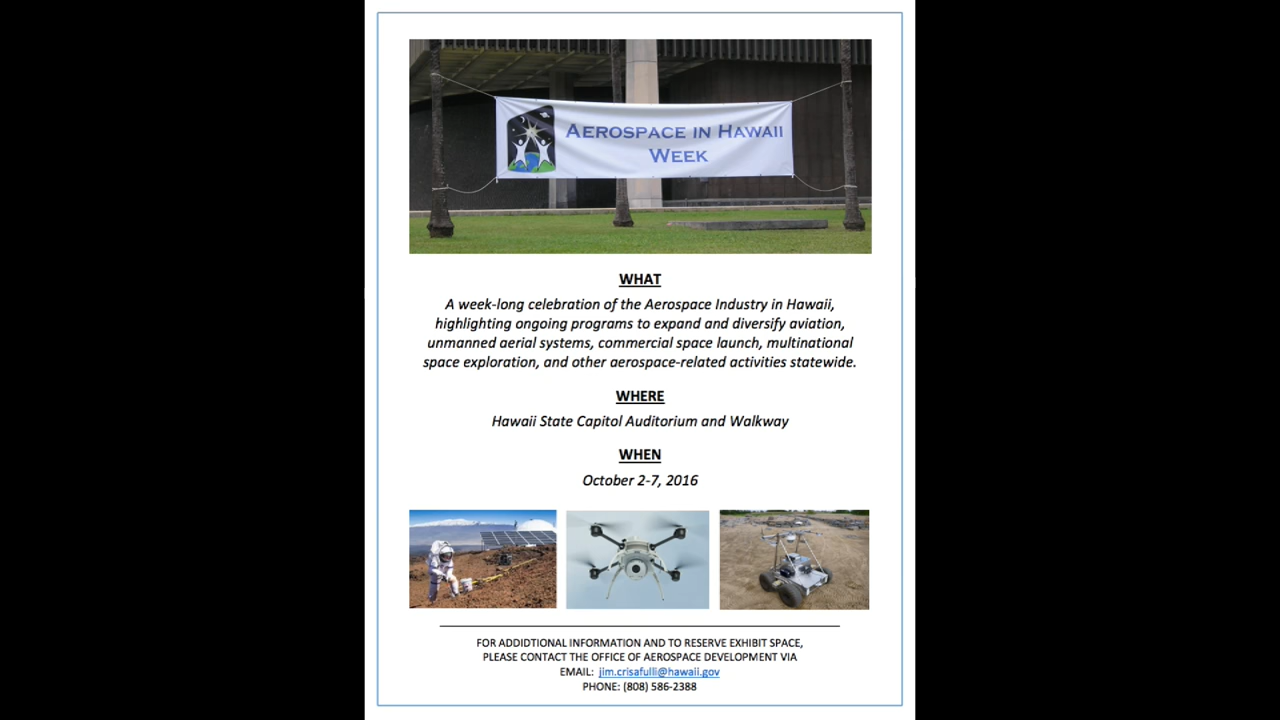 AEROSPACE IN HAWAII
WEEK
WHAT
A week-long celebration of the Aerospace Industry in Hawaii,
highlighting ongoing programs to expand and diversify aviation,
unmanned aerial systems, commercial space launch, multinational
space exploration, and other aerospace-related activities statewide.
WHERE
Hawaii State Capitol Auditorium and Walkway
WHEN
October 2-7, 2016
FOR ADDIDTIONAL INFORMATION AND TO RESERVE EXHIBIT SPACE,
PLEASE CONTACT THE OFFICE OF AEROSPACE DEVELOPMENT VIA
EMAIL: jim.crisafulli@hawaii.gov
PHONE: (808) 586-2388